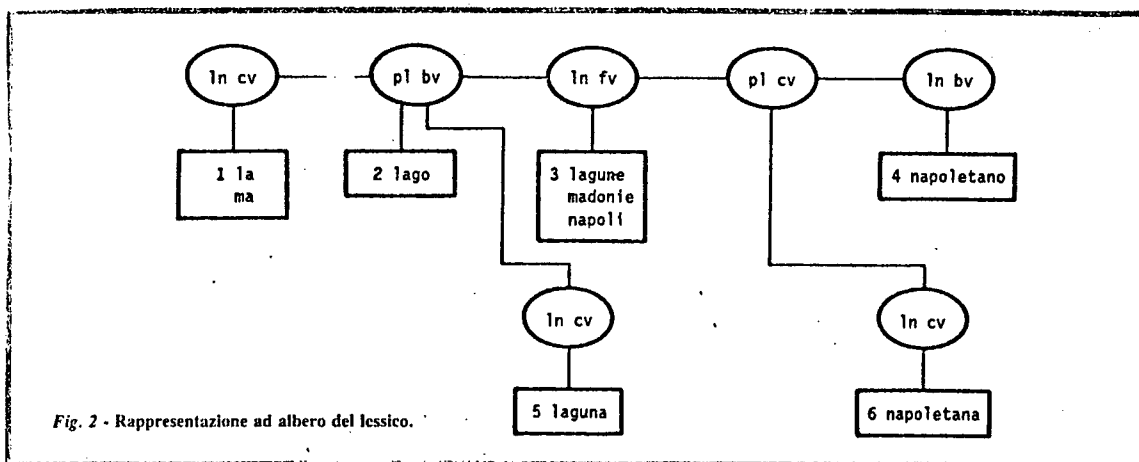 ln cv
pl bv
ln fv
pl cv
ln bv
1 la
ma
2 lago
3 lagune
madonie
napoli
4 napoletano
ln cv
ln cv
5 laguna
6 napoletana
Fig. 2 - Rappresentazione ad albero del lessico.